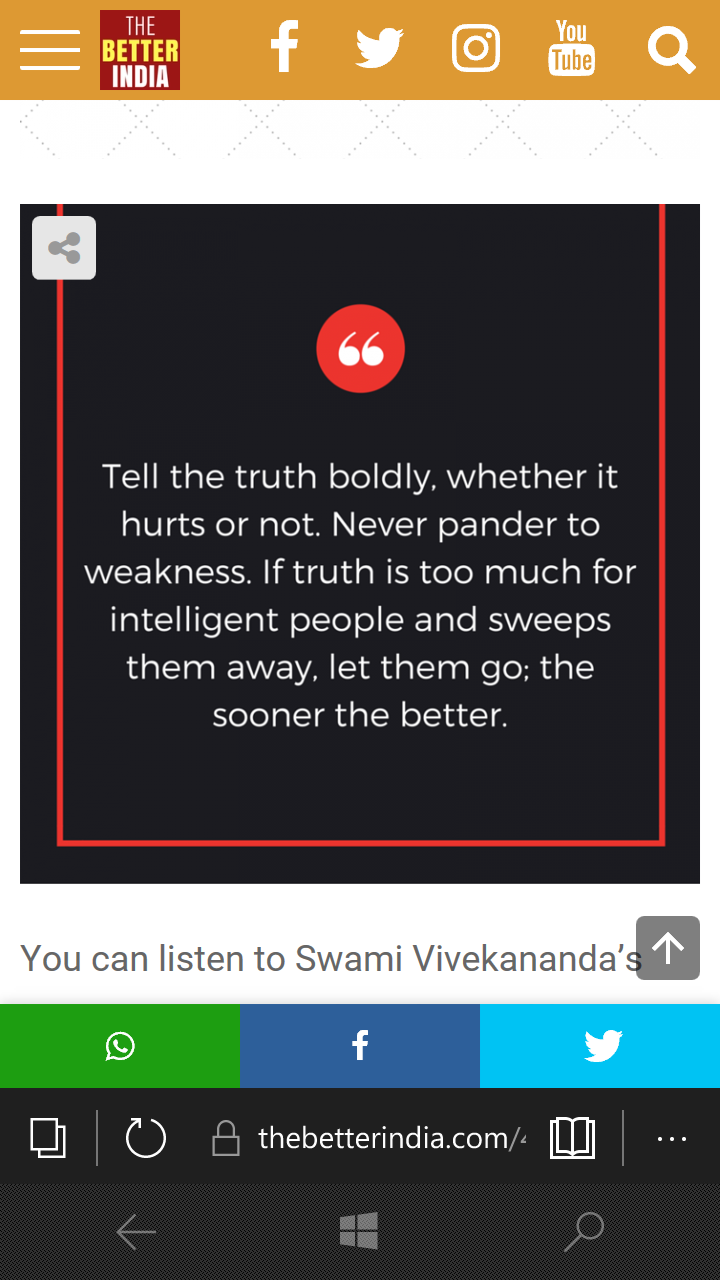 THE
BETTER
INDIA
You
Tube
Tell the truth boldly, whether it
hurts or not. Never pander to
weakness. If truth is too much for
intelligent people and sweeps
them away, let them go; the
sooner the better.
You can listen to Swami Vivekananda’s
thebetterindia.com/